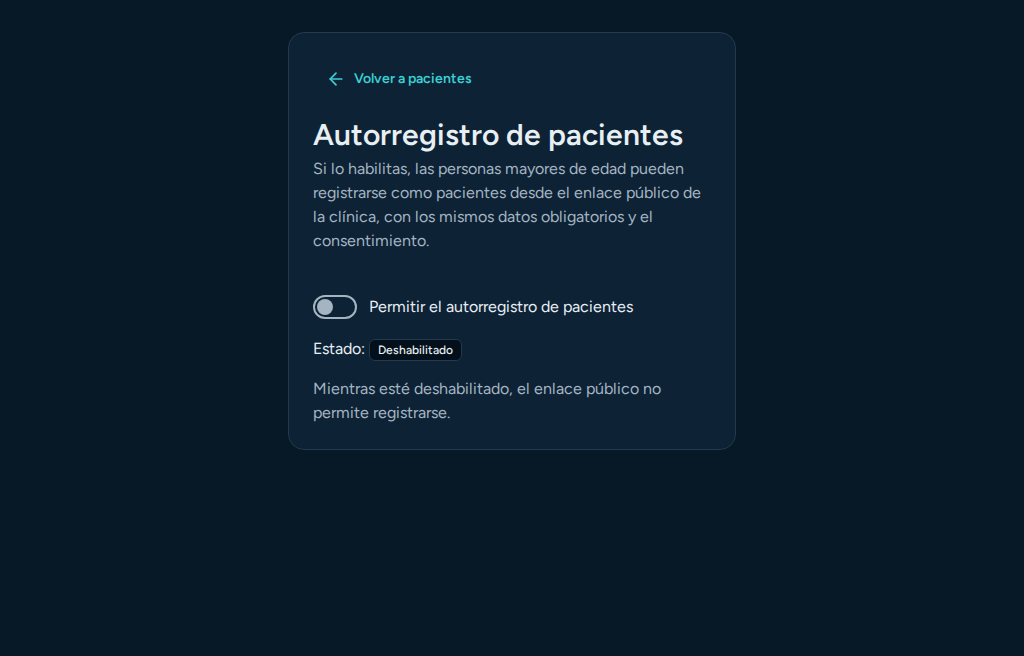 Volver a pacientes
Autorregistro de pacientes
Si lo habilitas, las personas mayores de edad pueden
registrarse como pacientes desde el enlace público de
la clínica, con los mismos datos obligatorios y el
consentimiento.
Permitir el autorregistro de pacientes
Estado: Deshabilitado
Mientras esté deshabilitado, el enlace público no
permite registrarse.